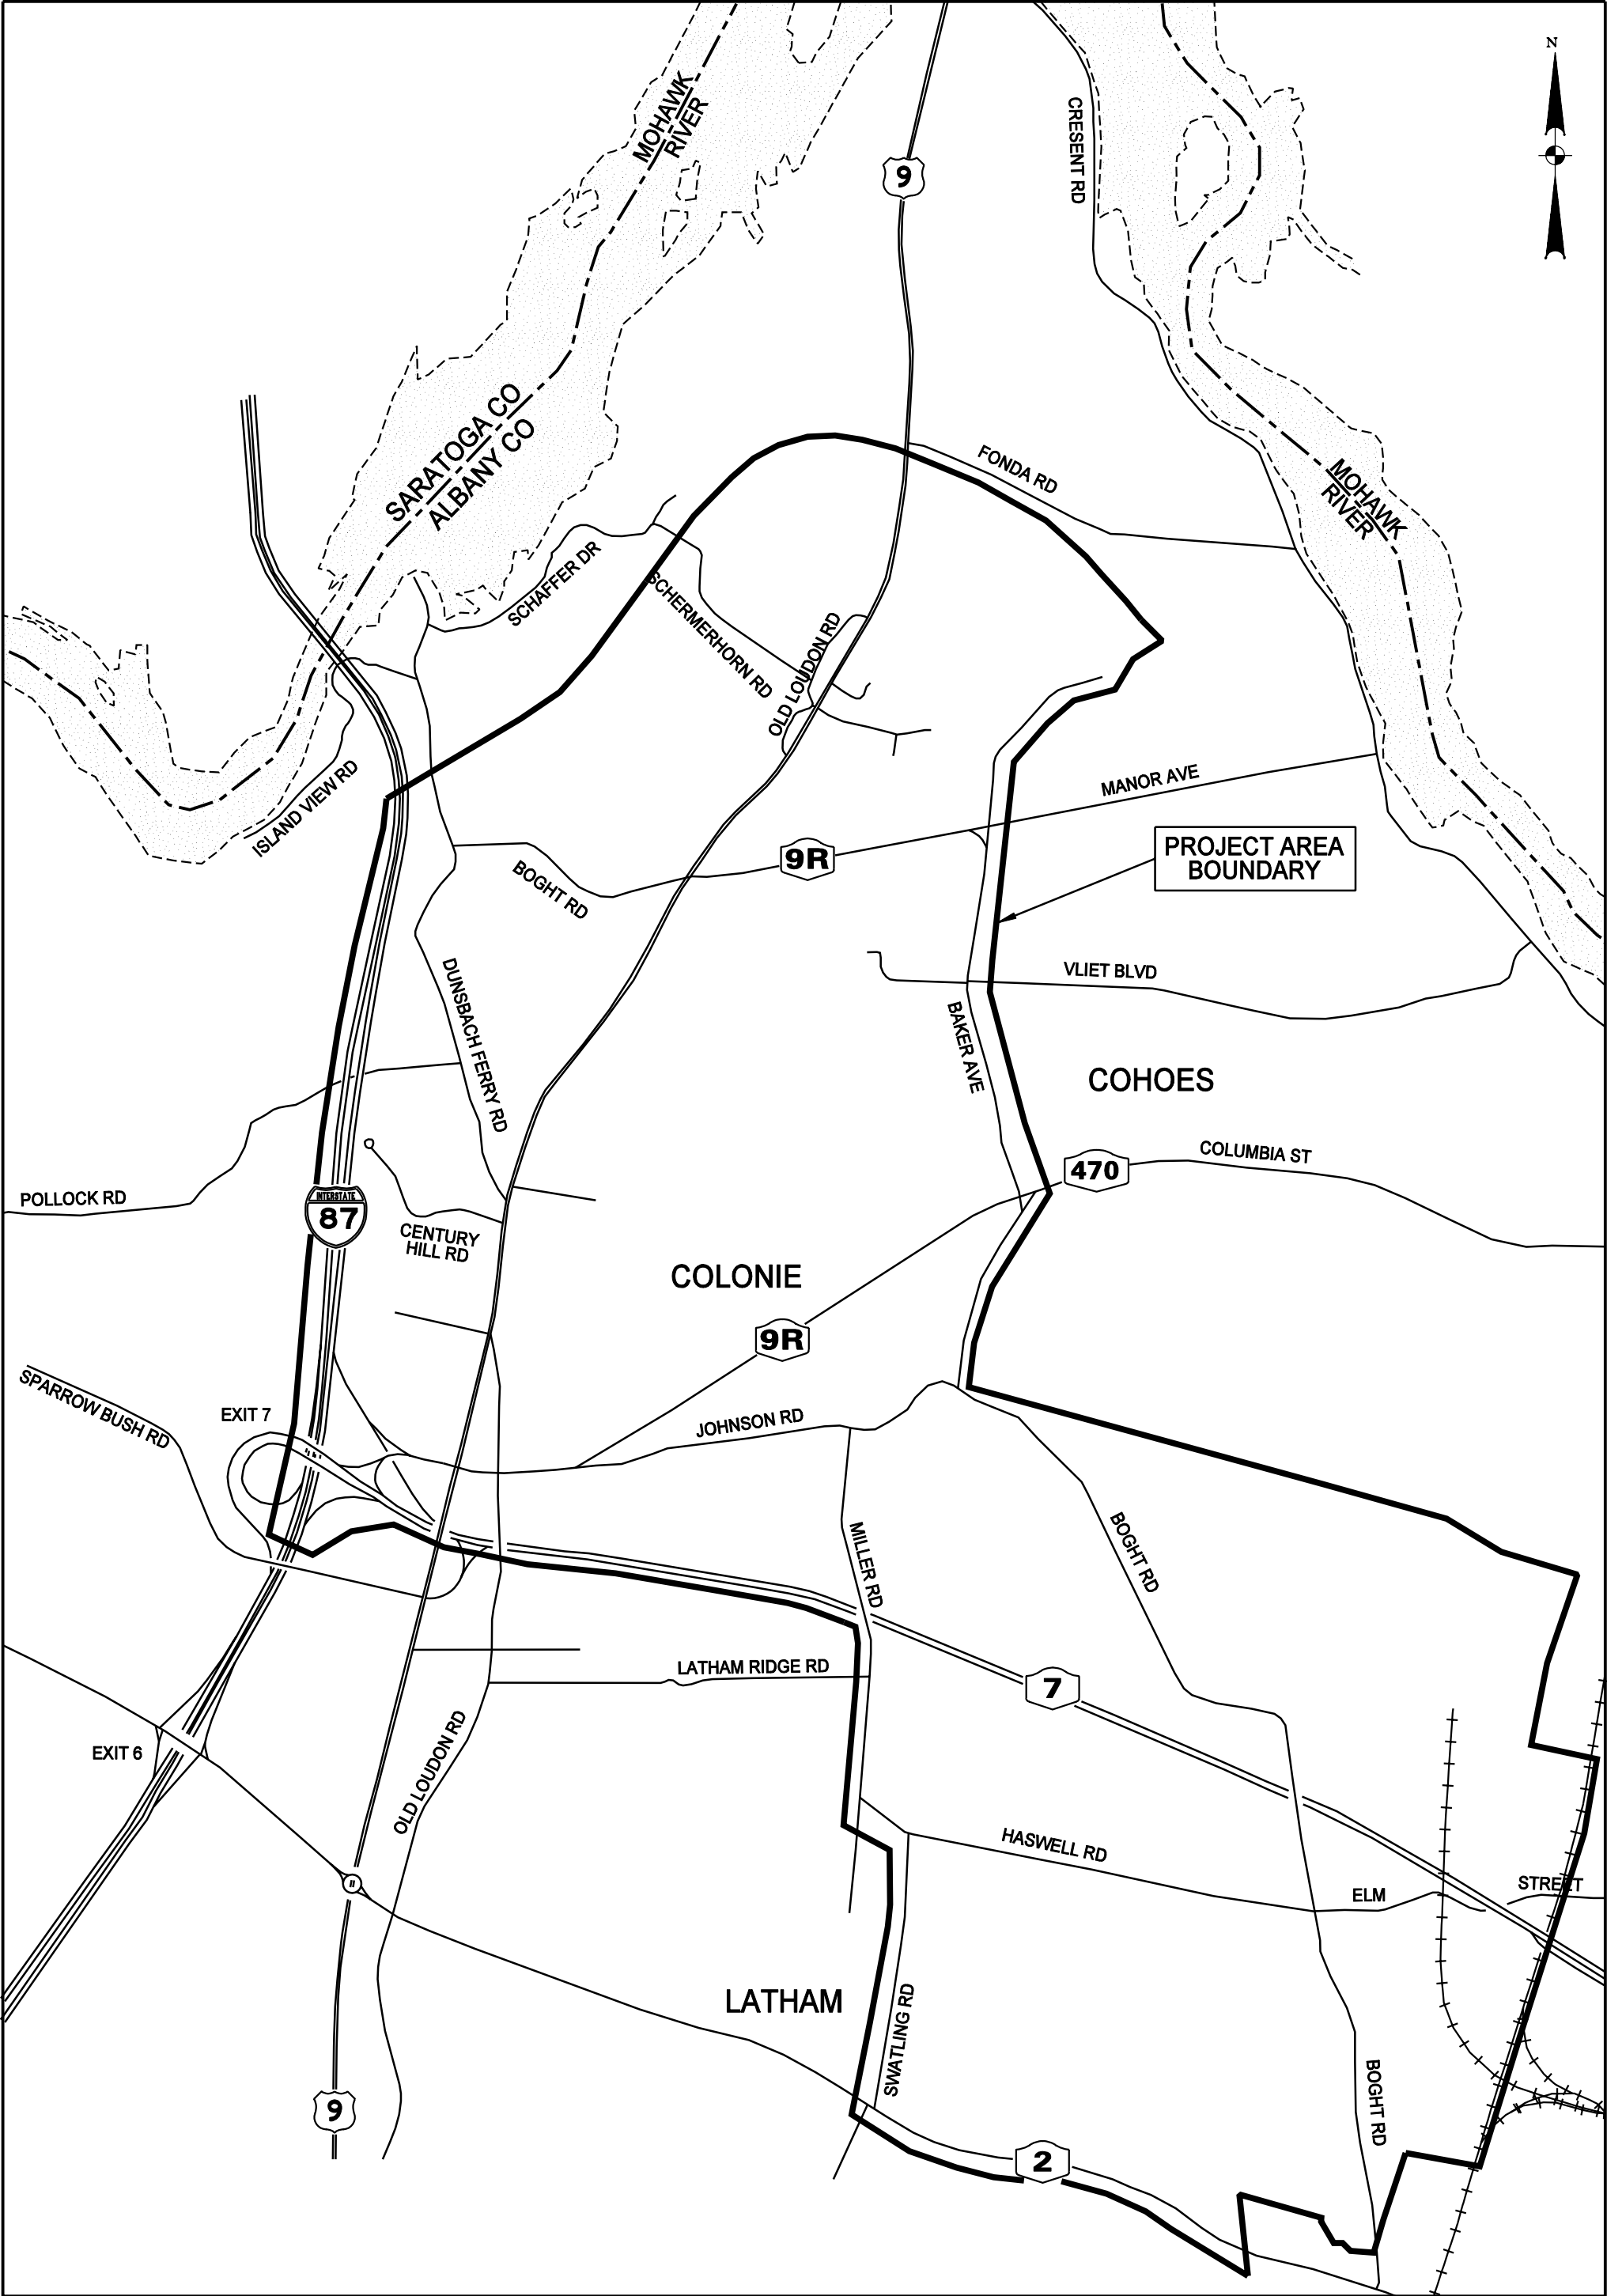 N
MOHAWK
RIVER
CRESENT RD
9
SARATOGA CO
ALBANY CO
FONDA RD
MOHAWK
RIVER
SCHAFFER DR
SCHERMERHORN RD
OLD LOUDON RD
ISLAND VIEW RD
MANOR AVE
9R
PROJECT AREA
BOUNDARY
BOGHT RD
DUNSBACH FERRY RD
VLIET BLVD
BAKER AVE
COHOES
COLUMBIA ST
470
POLLOCK RD
INTERSTATE
87
CENTURY
HILL RD
COLONIE
9R
SPARROW BUSH RD
EXIT 7
JOHNSON RD
MILLER RD
BOGHT RD
LATHAM RIDGE RD
7
OLD LOUDON RD
EXIT 6
HASWELL RD
ELM
STREET
LATHAM
SWATLING RD
BOGHT RD
9
2